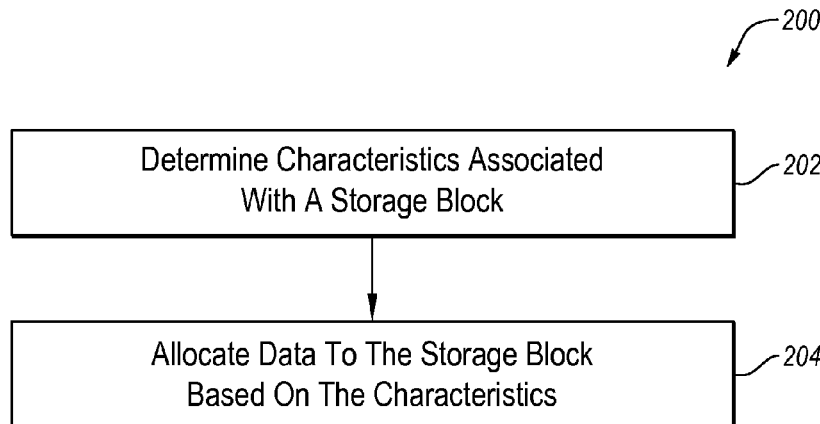 200
Determine Characteristics Associated
With A Storage Block
202
Allocate Data To The Storage Block
Based On The Characteristics
204